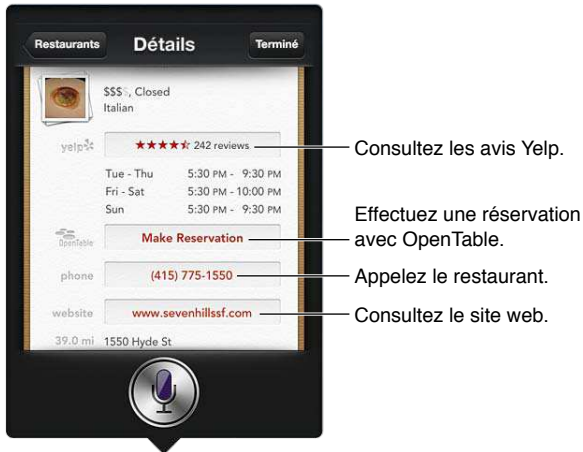 Restaurants Détails Terminé
$$$$, Closed
Italian
yelp ★★★★☆ 242 reviews
Consultez les avis Yelp.
Tue - Thu 5:30 PM - 9:30 PM
Fri - Sat 5:30 PM - 10:00 PM
Sun 5:30 PM - 9:30 PM
OpenTable Make Reservation
Effectuez une réservation
avec OpenTable.
phone (415) 775-1550
Appelez le restaurant.
website www.sevenhillssf.com
Consultez le site web.
39.0 mi 1550 Hyde St